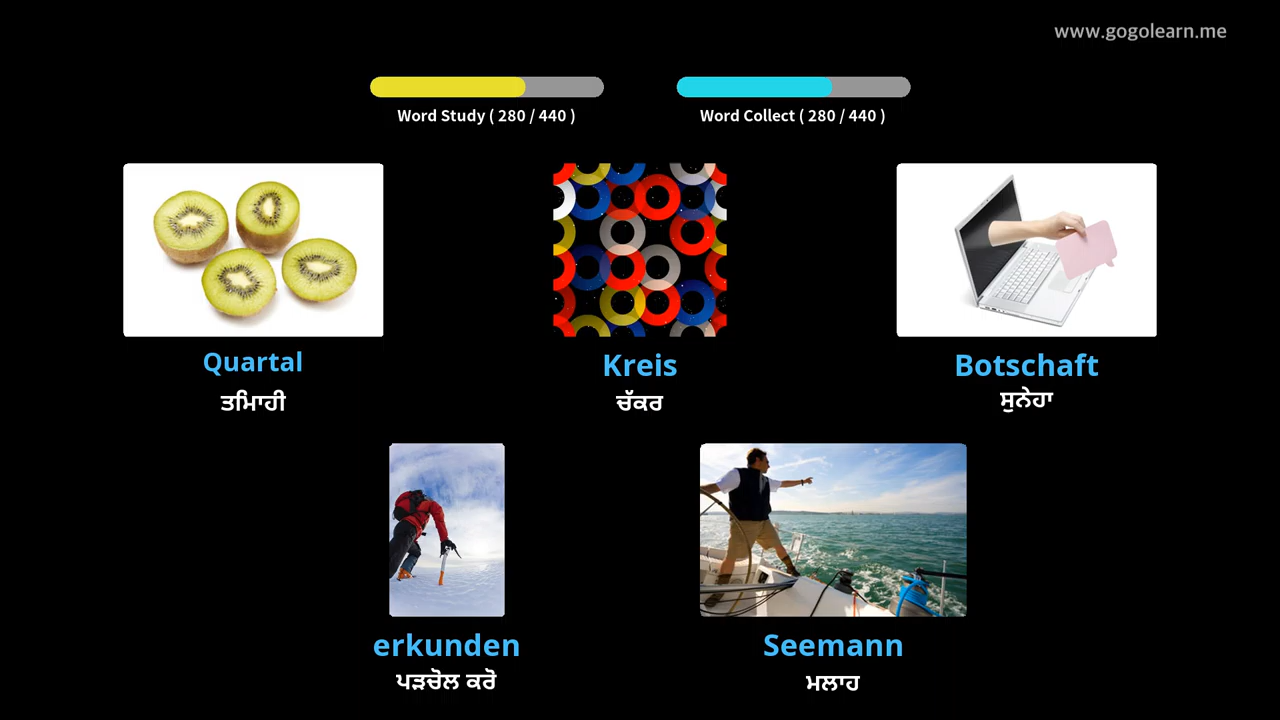 www.gogolearn.me
Word Study ( 280 / 440 )
Word Collect ( 280 / 440 )
Quartal
ਤਿਮਾਹੀ
Kreis
ਚੱਕਰ
Botschaft
ਸੁਨੇਹਾ
erkunden
ਪੜਚੋਲ ਕਰੋ
Seemann
ਮਲਾਹ